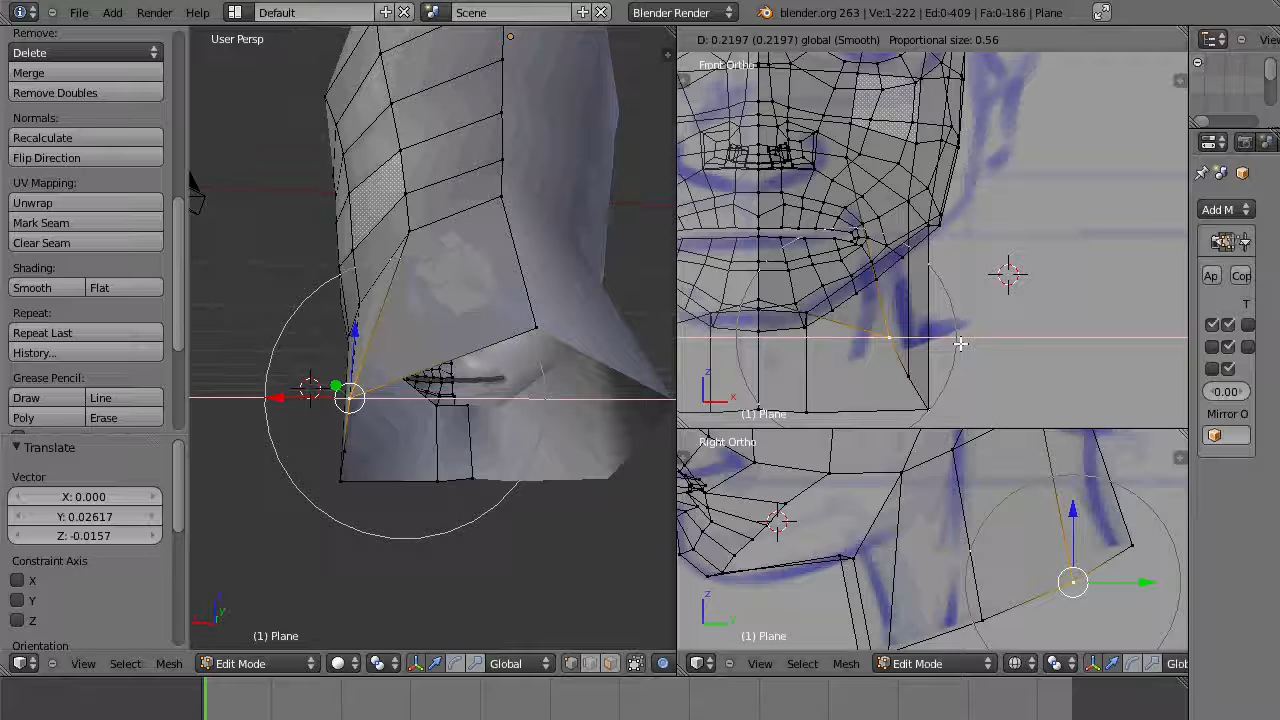 File Add Render Help Default Scene Blender Render blender.org 263 | Ve:1-222 | Ed:0-409 | Fa:0-186 | Plane
Remove:
Delete
Merge
Remove Doubles
Normals:
Recalculate
Flip Direction
UV Mapping:
Unwrap
Mark Seam
Clear Seam
Shading:
Smooth Flat
Repeat:
Repeat Last
History...
Grease Pencil:
Draw Line
Poly Erase
Translate
Vector
X: 0.000
Y: 0.02617
Z: -0.0157
Constraint Axis
X
Y
Z
Orientation
User Persp
z
y
(1) Plane
View Select Mesh Edit Mode Global
D: 0.2197 (0.2197) global (Smooth) Proportional size: 0.56
Front Ortho
z
x
(1) Plane
Right Ortho
z
y
(1) Plane
View Select Mesh Edit Mode Glob
View
Add M
Ap Cop
T
-0.00
Mirror O